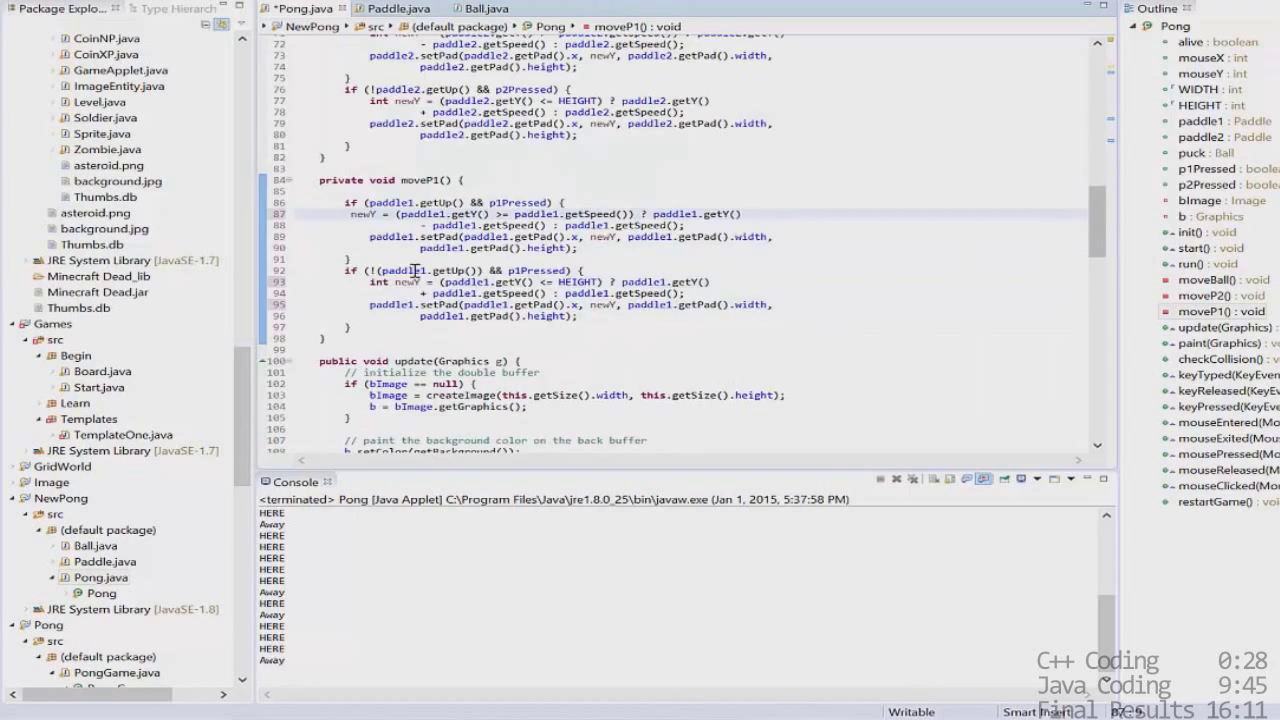 Package Explo...
Type Hierarch
CoinNP.java
CoinXP.java
GameApplet.java
ImageEntity.java
Level.java
Soldier.java
Sprite.java
Zombie.java
asteroid.png
background.jpg
Thumbs.db
asteroid.png
background.jpg
Thumbs.db
JRE System Library [JavaSE-1.7]
Minecraft Dead_lib
Minecraft Dead.jar
Thumbs.db
Games
src
Begin
Board.java
Start.java
Learn
Templates
TemplateOne.java
JRE System Library [JavaSE-1.7]
GridWorld
Image
NewPong
src
(default package)
Ball.java
Paddle.java
Pong.java
Pong
JRE System Library [JavaSE-1.8]
Pong
src
(default package)
PongGame.java
*Pong.java
Paddle.java
Ball.java
NewPong
src
(default package)
Pong
moveP1() : void
72 - paddle2.getSpeed() : paddle2.getSpeed();
73 paddle2.setPad(paddle2.getPad().x, newY, paddle2.getPad().width,
74 paddle2.getPad().height);
75 }
76 if (!paddle2.getUp() && p2Pressed) {
77 int newY = (paddle2.getY() <= HEIGHT) ? paddle2.getY()
78 + paddle2.getSpeed() : paddle2.getSpeed();
79 paddle2.setPad(paddle2.getPad().x, newY, paddle2.getPad().width,
80 paddle2.getPad().height);
81 }
82 }
83
84 private void moveP1() {
85
86 if (paddle1.getUp() && p1Pressed) {
87 newY = (paddle1.getY() >= paddle1.getSpeed()) ? paddle1.getY()
88 - paddle1.getSpeed() : paddle1.getSpeed();
89 paddle1.setPad(paddle1.getPad().x, newY, paddle1.getPad().width,
90 paddle1.getPad().height);
91 }
92 if (!(paddle1.getUp()) && p1Pressed) {
93 int newY = (paddle1.getY() <= HEIGHT) ? paddle1.getY()
94 + paddle1.getSpeed() : paddle1.getSpeed();
95 paddle1.setPad(paddle1.getPad().x, newY, paddle1.getPad().width,
96 paddle1.getPad().height);
97 }
98 }
99
100 public void update(Graphics g) {
101 // initialize the double buffer
102 if (bImage == null) {
103 bImage = createImage(this.getSize().width, this.getSize().height);
104 b = bImage.getGraphics();
105 }
106
107 // paint the background color on the back buffer
108 b.setColor(getBackground());
Console
<terminated> Pong [Java Applet] C:\Program Files\Java\jre1.8.0_25\bin\javaw.exe (Jan 1, 2015, 5:37:58 PM)
HERE
Away
HERE
HERE
HERE
HERE
HERE
Away
HERE
Away
HERE
HERE
HERE
Away
Outline
Pong
alive : boolean
mouseX : int
mouseY : int
WIDTH : int
HEIGHT : int
paddle1 : Paddle
paddle2 : Paddle
puck : Ball
p1Pressed : boolean
p2Pressed : boolean
bImage : Image
b : Graphics
init() : void
start() : void
run() : void
moveBall() : void
moveP2() : void
moveP1() : void
update(Graphics) :
paint(Graphics) : void
checkCollision() : void
keyTyped(KeyEven
keyReleased(KeyEve
keyPressed(KeyEven
mouseEntered(Mou
mouseExited(Mous
mousePressed(Mou
mouseReleased(Mo
mouseClicked(Mous
restartGame() : void
C++ Coding 0:28
Java Coding 9:45
Final Results 16:11
Writable
Smart Insert
87 : 9